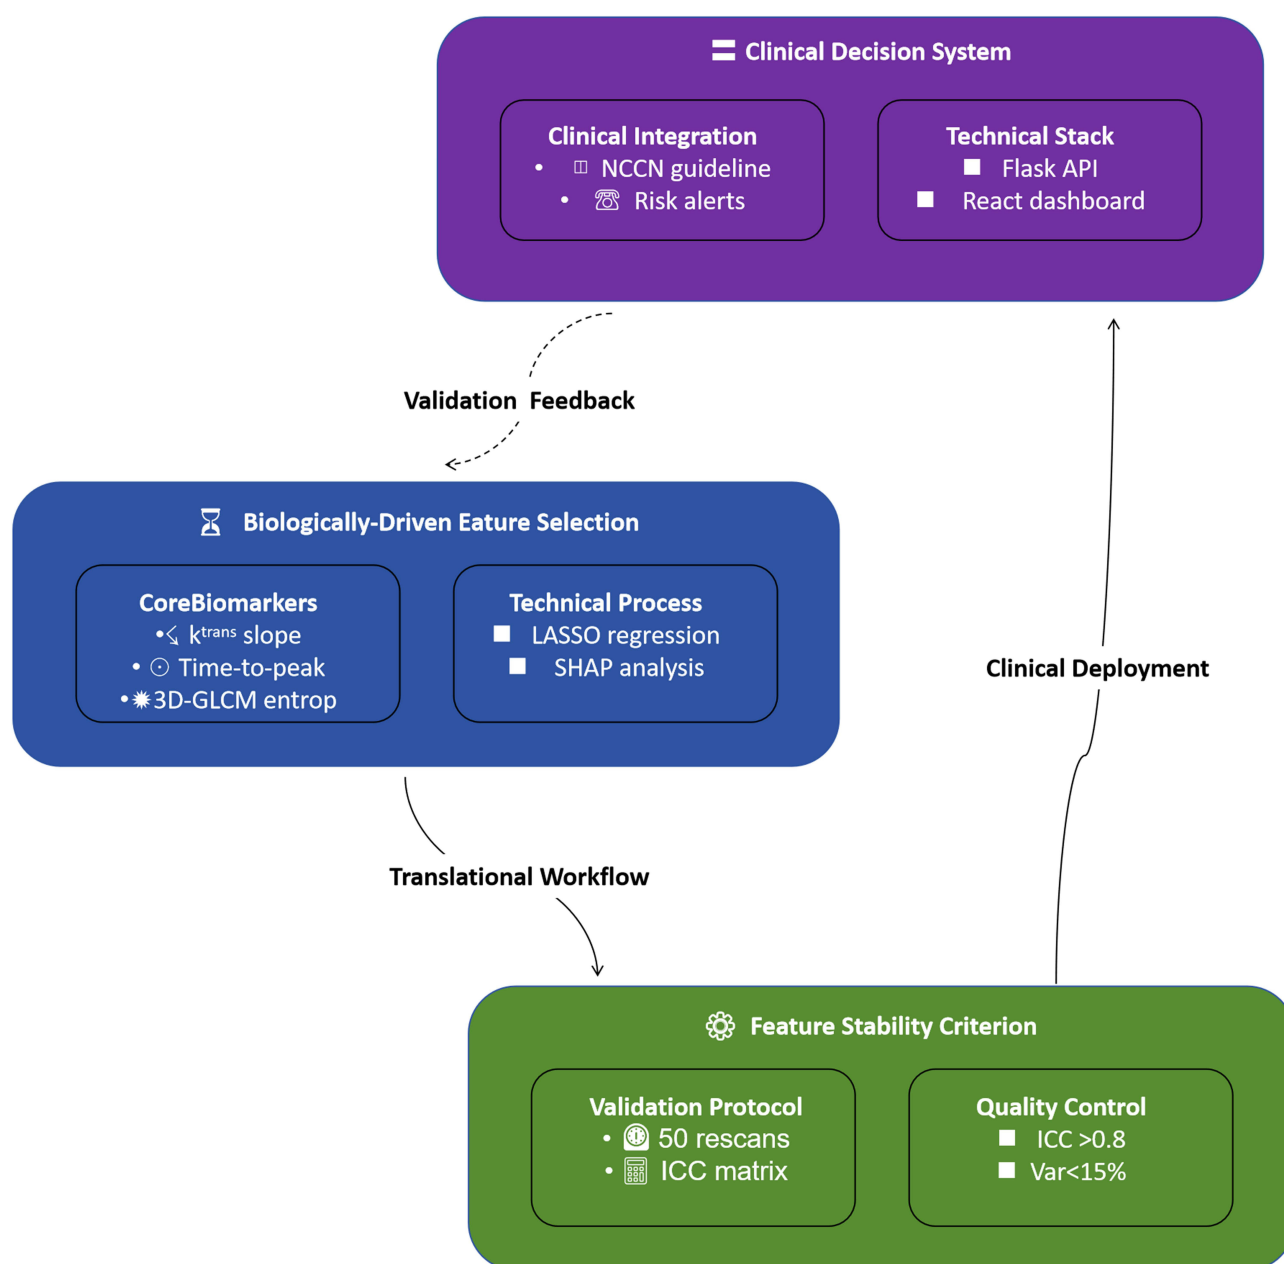 Clinical Decision System
Clinical Integration
• NCCN guideline
• ☏ Risk alerts
Technical Stack
■ Flask API
■ React dashboard
Validation Feedback
Biologically-Driven Eature Selection
CoreBiomarkers
• k^trans slope
• ⊙ Time-to-peak
•✹3D-GLCM entrop
Technical Process
■ LASSO regression
■ SHAP analysis
Clinical Deployment
Translational Workflow
Feature Stability Criterion
Validation Protocol
• 50 rescans
• ICC matrix
Quality Control
■ ICC >0.8
■ Var<15%